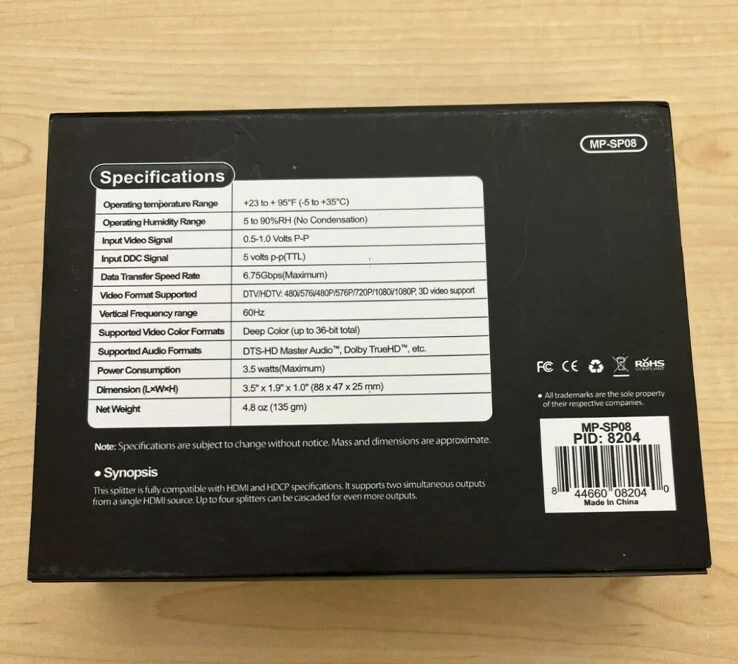 MP-SP08
Specifications
Operating temperature Range +23 to + 95°F (-5 to +35°C)
Operating Humidity Range 5 to 90%RH (No Condensation)
Input Video Signal 0.5-1.0 Volts P-P
Input DDC Signal 5 volts p-p(TTL)
Data Transfer Speed Rate 6.75Gbps(Maximum)
Video Format Supported DTV/HDTV: 480i/576i/480P/576P/720P/1080i/1080P, 3D video support
Vertical Frequency range 60Hz
Supported Video Color Formats Deep Color (up to 36-bit total)
Supported Audio Formats DTS-HD Master Audio™, Dolby TrueHD™, etc.
Power Consumption 3.5 watts(Maximum)
Dimension (L×W×H) 3.5" x 1.9" x 1.0" (88 x 47 x 25 mm)
Net Weight 4.8 oz (135 gm)
Note: Specifications are subject to change without notice. Mass and dimensions are approximate.
• Synopsis
This splitter is fully compatible with HDMI and HDCP specifications. It supports two simultaneous outputs
from a single HDMI source. Up to four splitters can be cascaded for even more outputs.
FC CE RoHS
COMPLIANT
• All trademarks are the sole property
of their respective companies.
MP-SP08
PID: 8204
8 44660 08204 0
Made in China